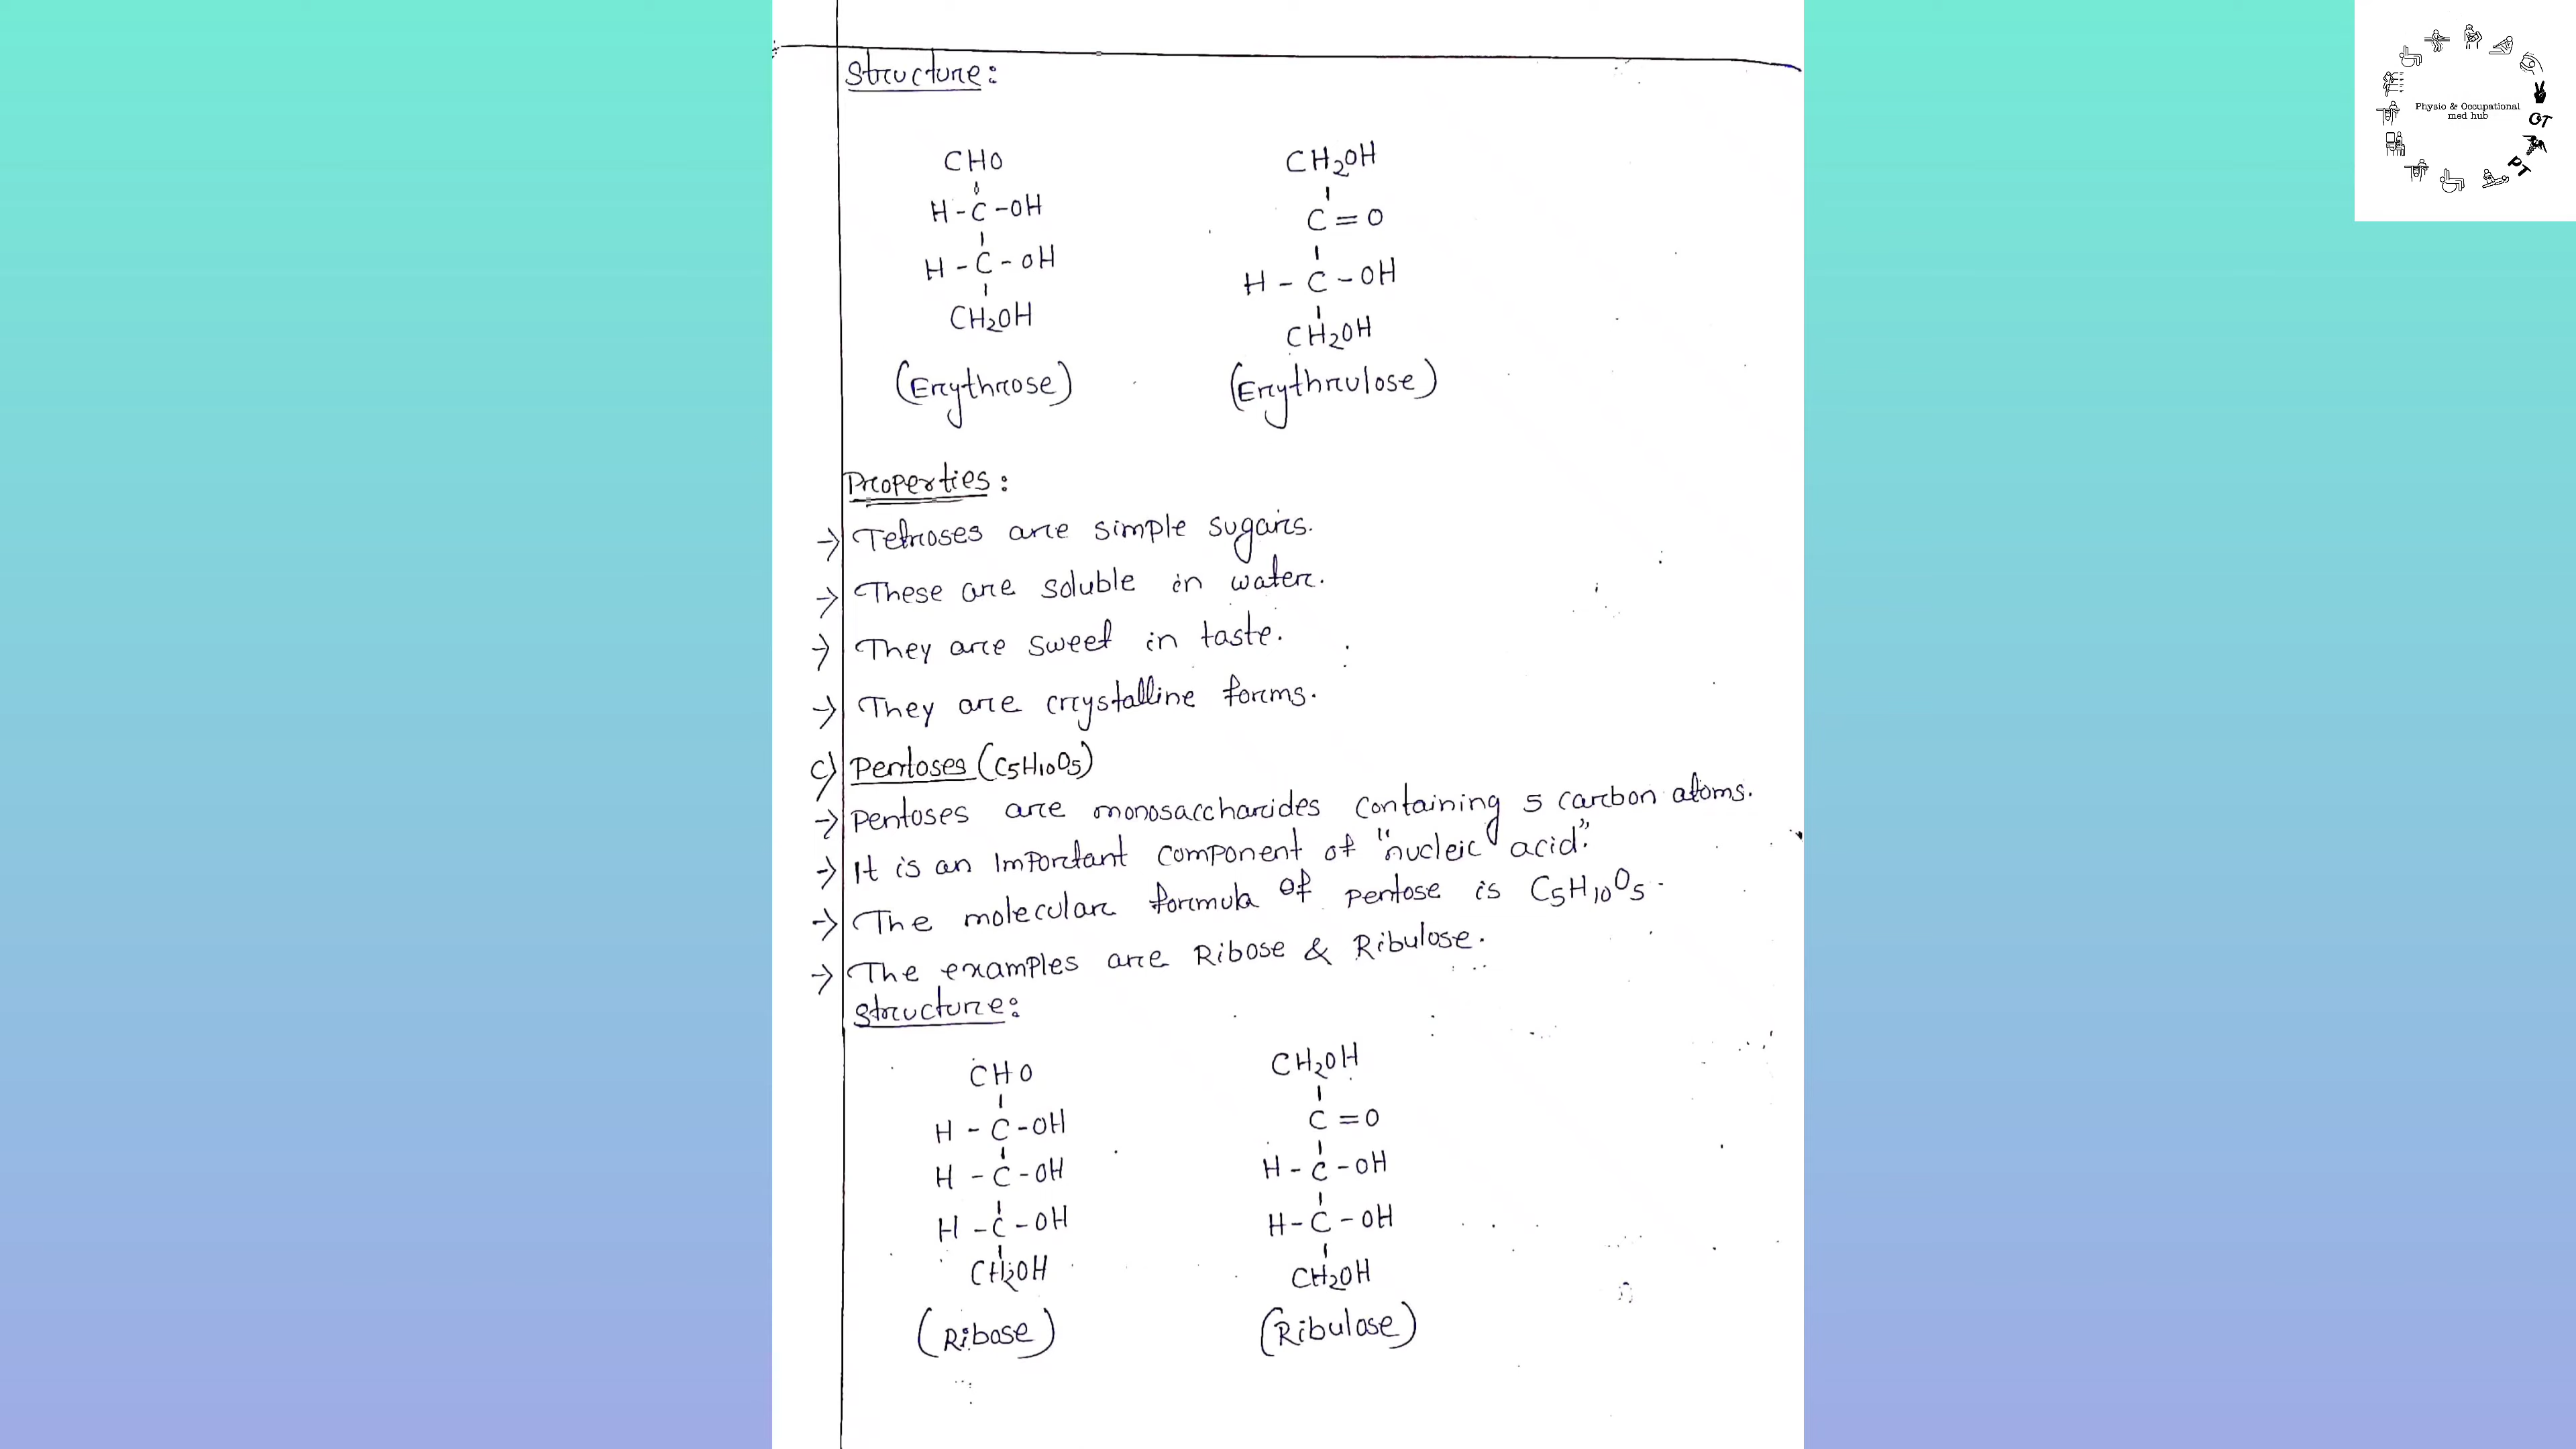 Structure:
CHO
H-C-OH
H-C-OH
CH2OH
(Erythrose)
CH2OH
C=O
H-C-OH
CH2OH
(Erythrulose)
Properties:
→ Tetroses are simple sugars.
→ These are soluble in water.
→ They are sweet in taste.
→ They are crystalline forms.
c) Pentoses (C5H10O5)
→ Pentoses are monosaccharides containing 5 carbon atoms.
→ It is an Important component of "nucleic acid".
→ The molecular formula of pentose is C5H10O5.
→ The examples are Ribose & Ribulose.
Structure:
CHO
H-C-OH
H-C-OH
H-C-OH
CH2OH
(Ribose)
CH2OH
C=O
H-C-OH
H-C-OH
CH2OH
(Ribulose)
Physio & Occupational
med hub
OT
PT